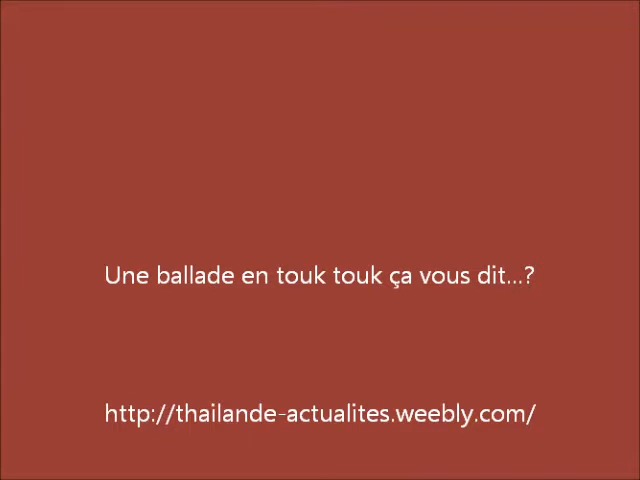 Une ballade en touk touk ça vous dit...?
http://thailande-actualites.weebly.com/